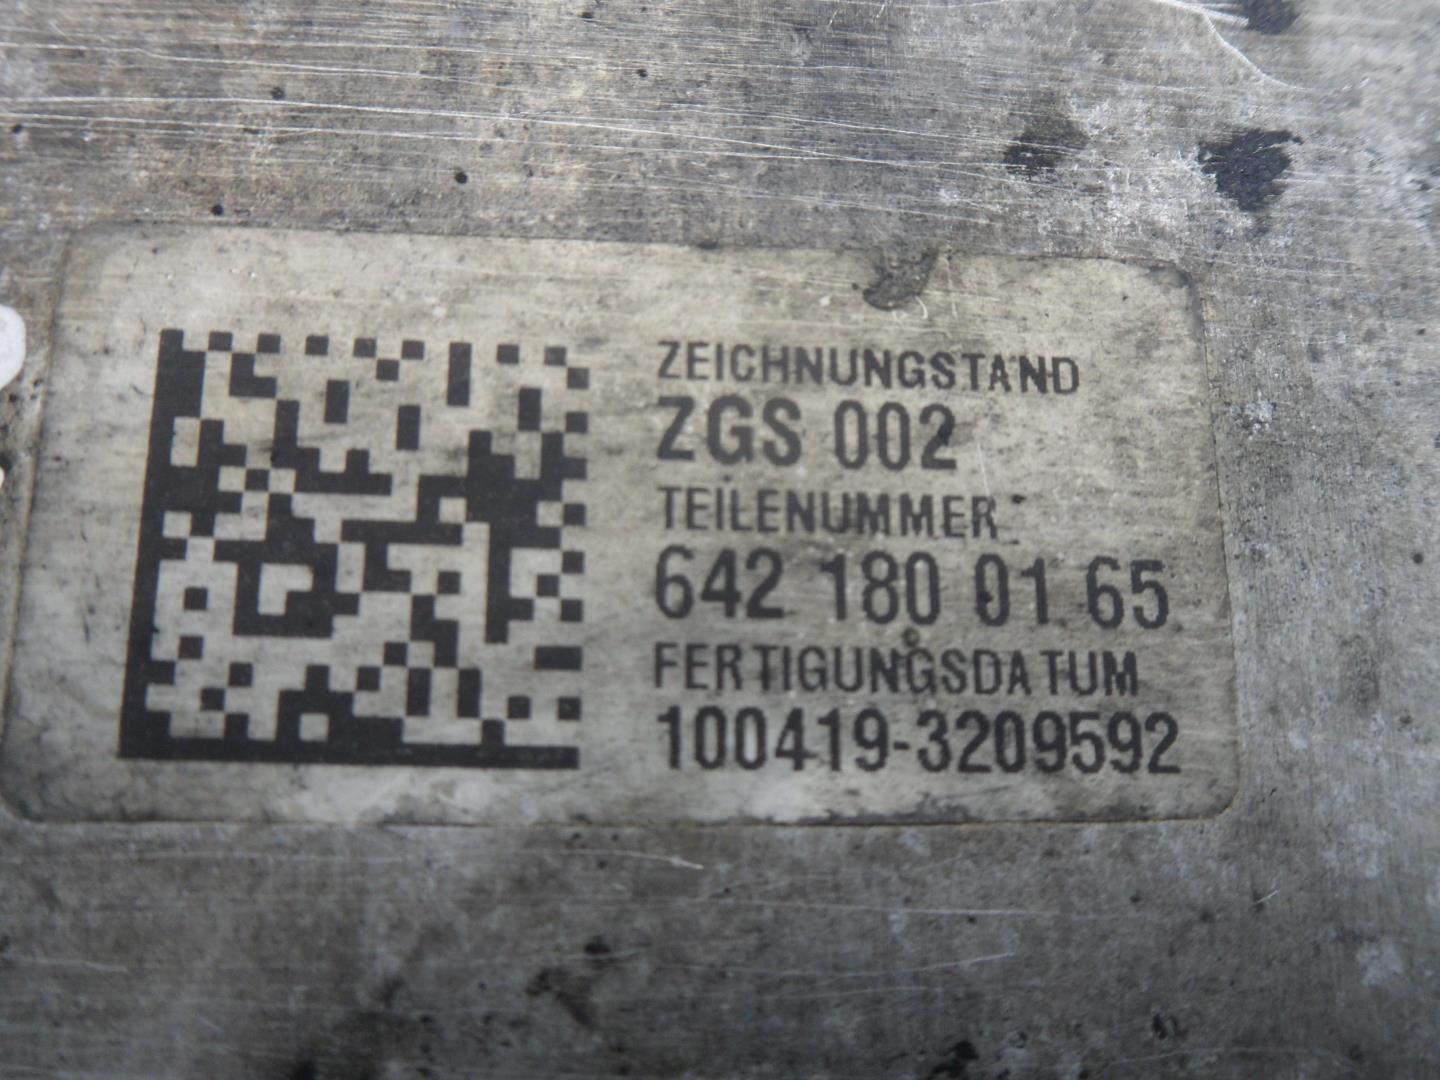 ZEICHNUNGSTAND
ZGS 002
TEILENUMMER
642 180 01 65
FERTIGUNGSDATUM
100419-3209592